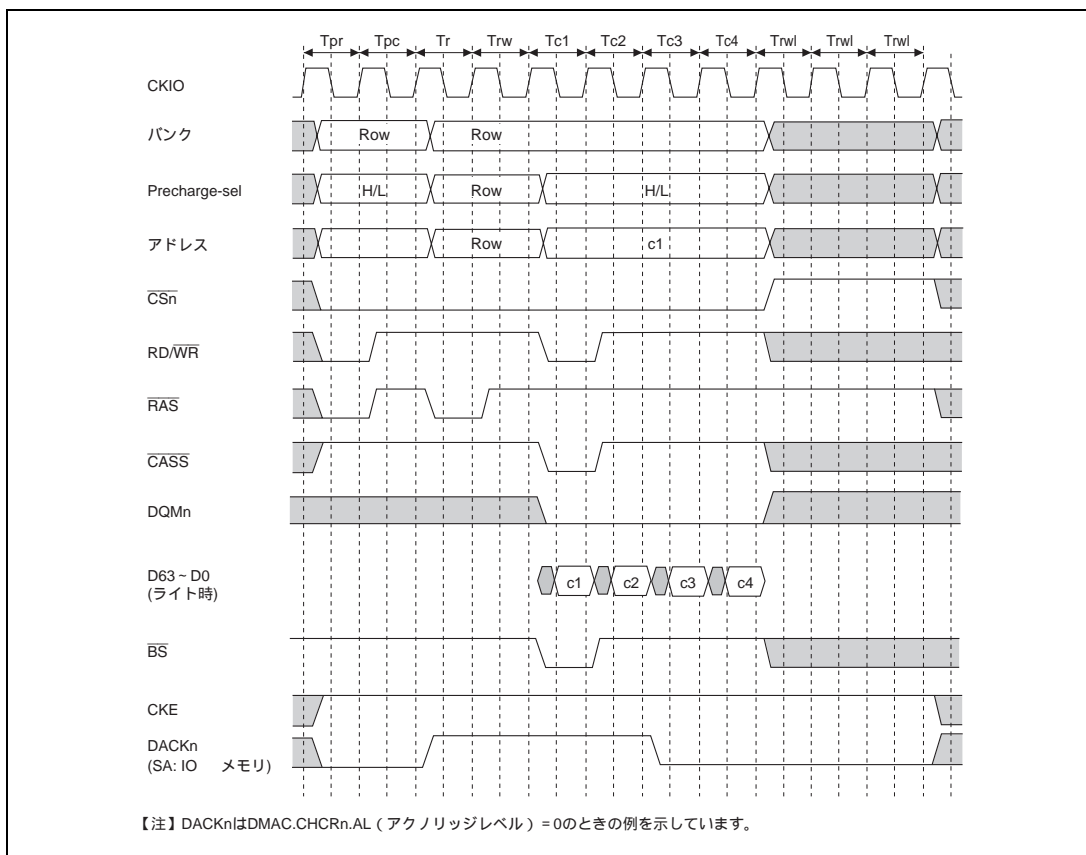 Tpr Tpc Tr Trw Tc1 Tc2 Tc3 Tc4 Trwl Trwl Trwl
CKIO
バンク Row Row
Precharge-sel H/L Row H/L
アドレス Row c1
CSn
RD/WR
RAS
CASS
DQMn
D63～D0
(ライト時) c1 c2 c3 c4
BS
CKE
DACKn
(SA: IO メモリ)
【注】DACKnはDMAC.CHCRn.AL（アクノリッジレベル）=0のときの例を示しています。